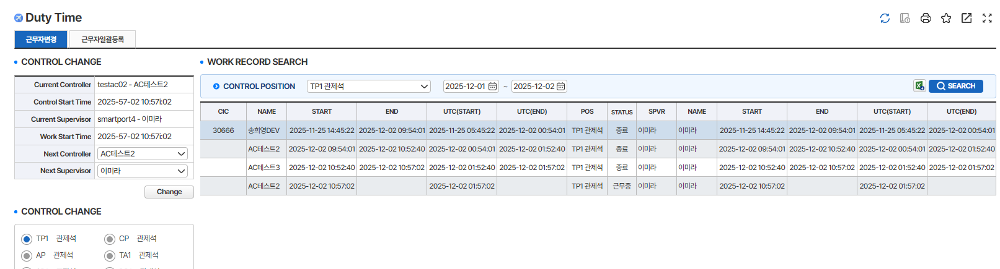 Duty Time
근무자변경 근무자일괄등록
CONTROL CHANGE
Current Controller testac02 - AC테스트2
Control Start Time 2025-57-02 10:57i:02
Current Supervisor smartport4 - 이미라
Work Start Time 2025-57-02 10:57i:02
Next Controller AC테스트2
Next Supervisor 이미라
Change
CONTROL CHANGE
TP1 관제석 CP 관제석
AP 관제석 TA1 관제석
WORK RECORD SEARCH
CONTROL POSITION TP1 관제석 2025-12-01 ~ 2025-12-02 SEARCH
CIC NAME START END UTC(START) UTC(END) POS STATUS SPVR NAME START END UTC(START) UTC(END)
30666 송희영DEV 2025-11-25 14:45:22 2025-12-02 09:54:01 2025-11-25 05:45:22 2025-12-02 00:54:01 TP1 관제석 종료 이미라 이미라 2025-11-25 14:45:22 2025-12-02 09:54:01 2025-11-25 05:45:22 2025-12-02 00:54:01
AC테스트2 2025-12-02 09:54:01 2025-12-02 10:52:40 2025-12-02 00:54:01 2025-12-02 01:52:40 TP1 관제석 종료 이미라 이미라 2025-12-02 09:54:01 2025-12-02 10:52:40 2025-12-02 00:54:01 2025-12-02 01:52:40
AC테스트3 2025-12-02 10:52:40 2025-12-02 10:57:02 2025-12-02 01:52:40 2025-12-02 01:57:02 TP1 관제석 종료 이미라 이미라 2025-12-02 10:52:40 2025-12-02 10:57:02 2025-12-02 01:52:40 2025-12-02 01:57:02
AC테스트2 2025-12-02 10:57:02 2025-12-02 01:57:02 TP1 관제석 근무중 이미라 이미라 2025-12-02 10:57:02 2025-12-02 01:57:02